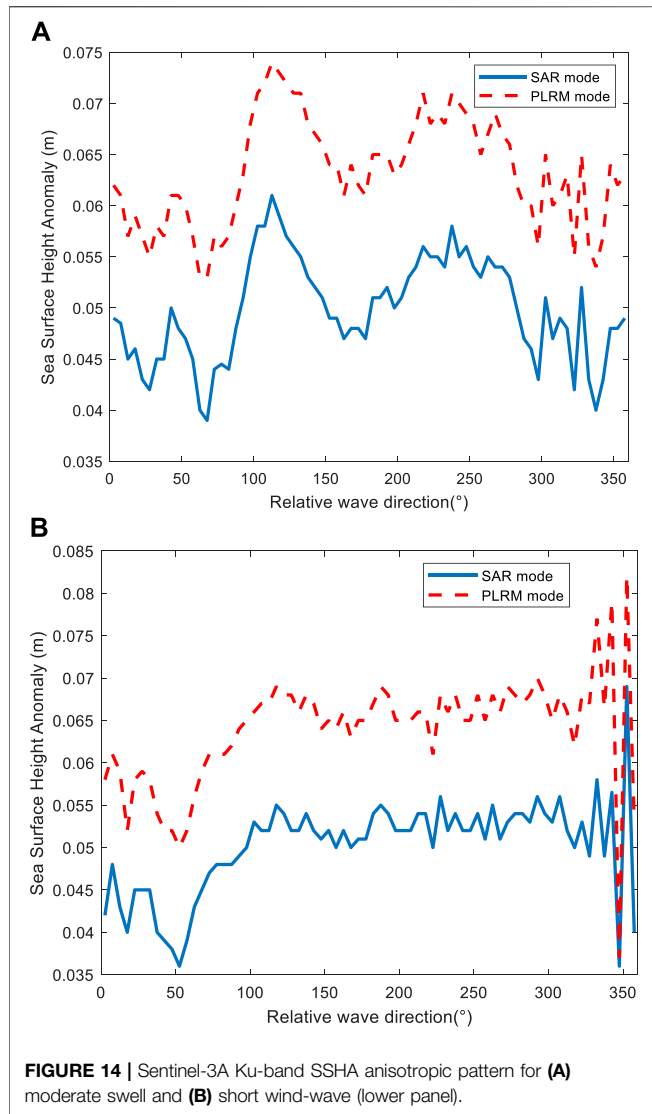 A
0.075
0.07
0.065
0.06
0.055
0.05
0.045
0.04
0.035
Sea Surface Height Anomaly (m)
SAR mode
PLRM mode
0 50 100 150 200 250 300 350
Relative wave direction(°)
B
0.085
0.08
0.075
0.07
0.065
0.06
0.055
0.05
0.045
0.04
0.035
Sea Surface Height Anomaly (m)
SAR mode
PLRM mode
0 50 100 150 200 250 300 350
Relative wave direction(°)
FIGURE 14 | Sentinel-3A Ku-band SSHA anisotropic pattern for (A)
moderate swell and (B) short wind-wave (lower panel).